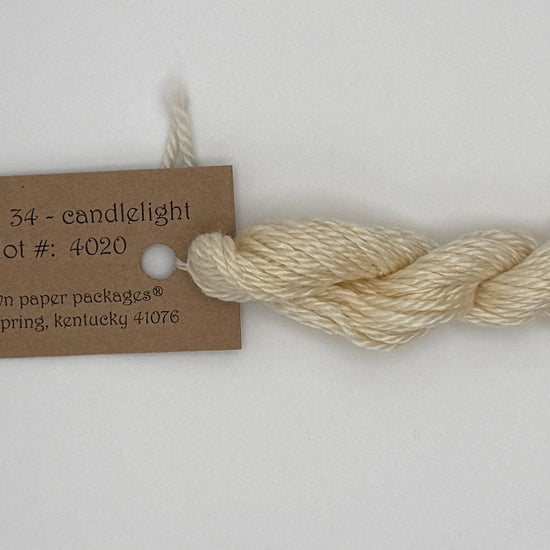 34 - candlelight
ot #: 4020
wn paper packages®
pring, kentucky 41076